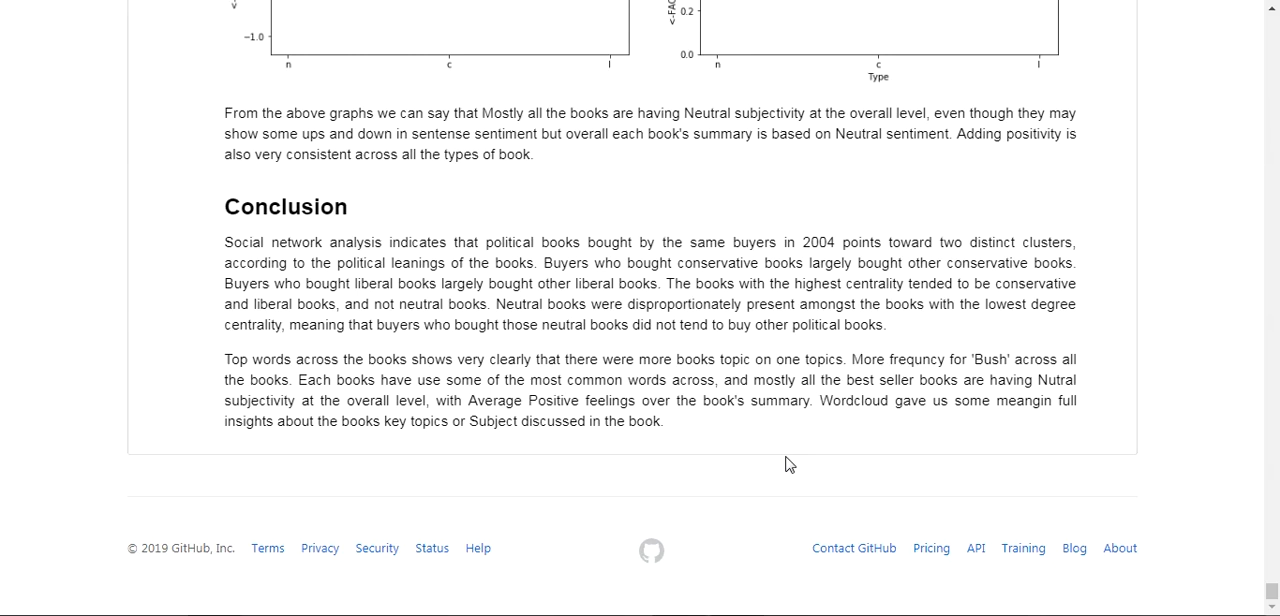 -1.0
n c l
<-FAC
0.2
0.0
n c l
Type
From the above graphs we can say that Mostly all the books are having Neutral subjectivity at the overall level, even though they may
show some ups and down in sentense sentiment but overall each book's summary is based on Neutral sentiment. Adding positivity is
also very consistent across all the types of book.
Conclusion
Social network analysis indicates that political books bought by the same buyers in 2004 points toward two distinct clusters,
according to the political leanings of the books. Buyers who bought conservative books largely bought other conservative books.
Buyers who bought liberal books largely bought other liberal books. The books with the highest centrality tended to be conservative
and liberal books, and not neutral books. Neutral books were disproportionately present amongst the books with the lowest degree
centrality, meaning that buyers who bought those neutral books did not tend to buy other political books.
Top words across the books shows very clearly that there were more books topic on one topics. More frequncy for 'Bush' across all
the books. Each books have use some of the most common words across, and mostly all the best seller books are having Nutral
subjectivity at the overall level, with Average Positive feelings over the book's summary. Wordcloud gave us some meangin full
insights about the books key topics or Subject discussed in the book.
© 2019 GitHub, Inc. Terms Privacy Security Status Help Contact GitHub Pricing API Training Blog About